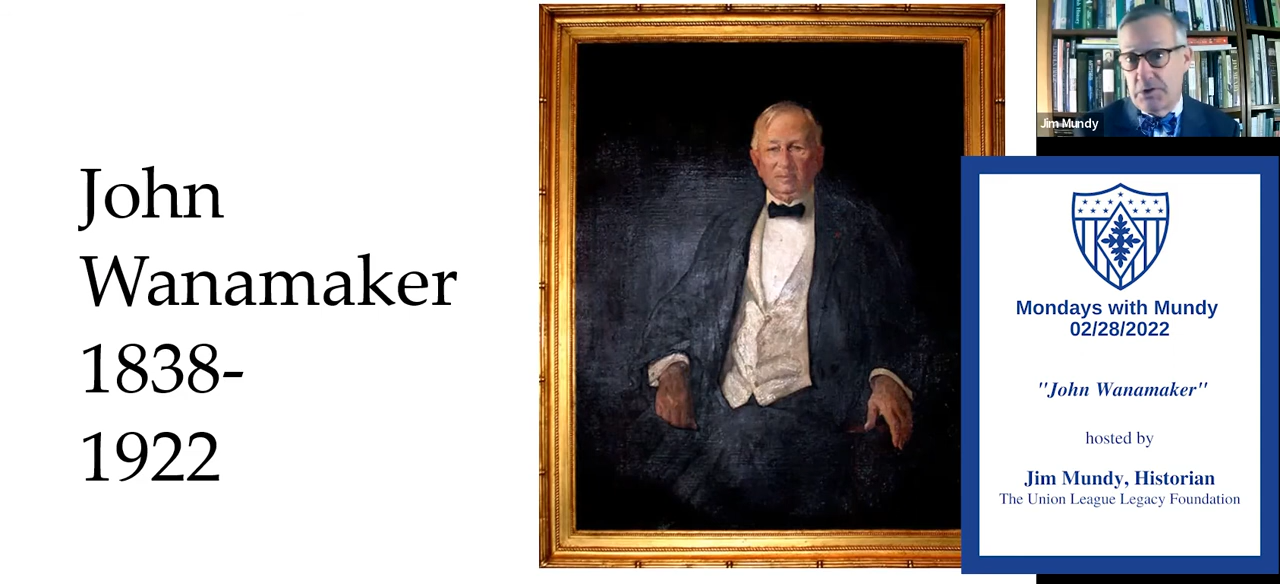 John
Wanamaker
1838-
1922
Jim Mundy
Mondays with Mundy
02/28/2022
"John Wanamaker"
hosted by
Jim Mundy, Historian
The Union League Legacy Foundation